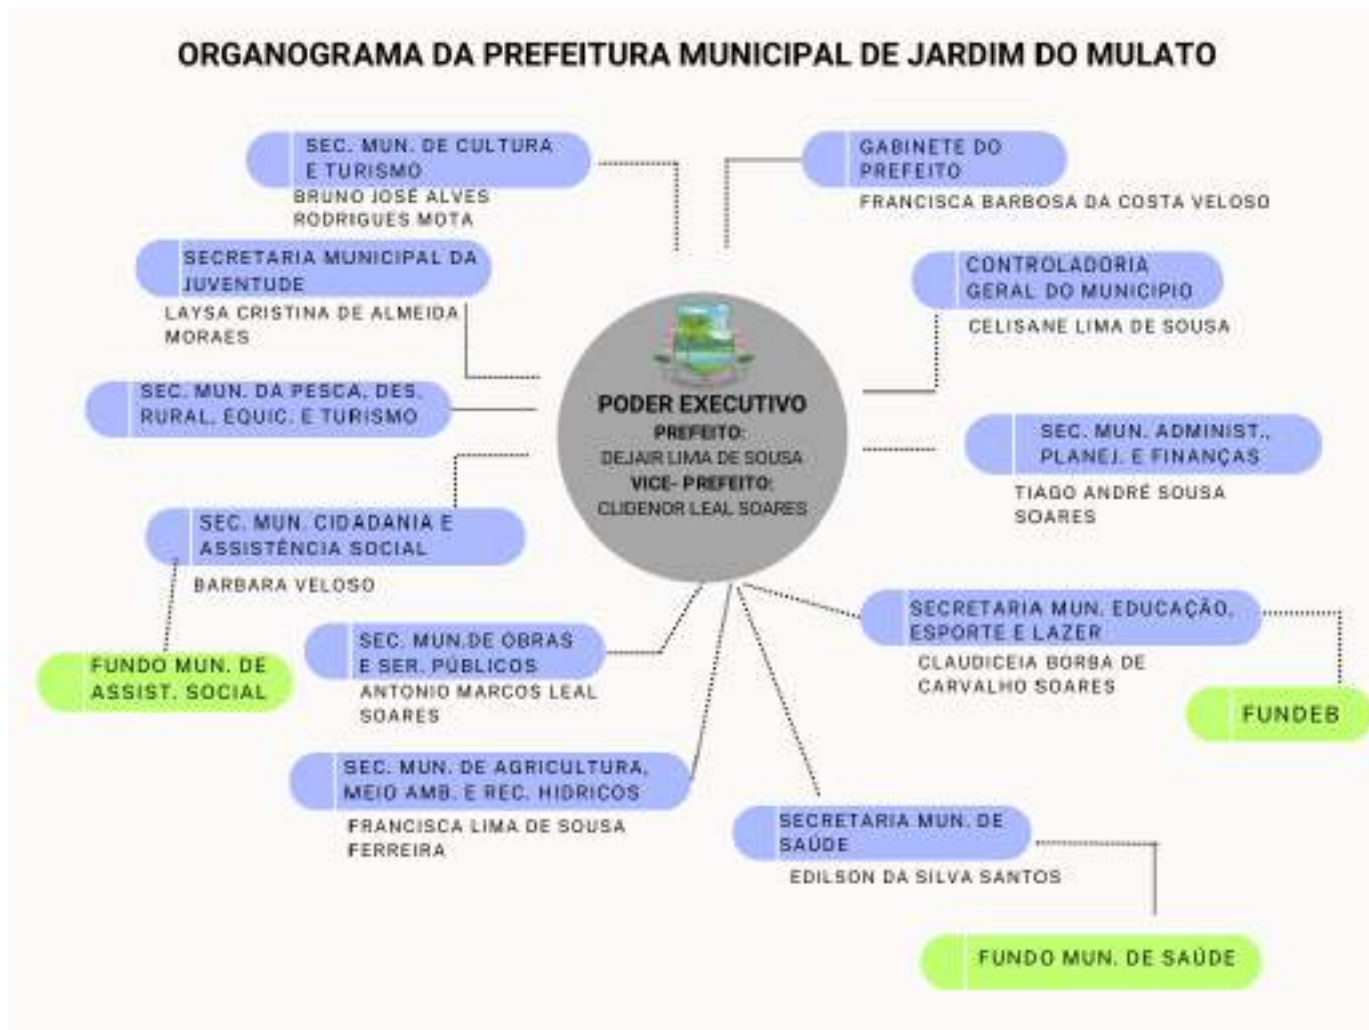 ORGANOGRAMA DA PREFEITURA MUNICIPAL DE JARDIM DO MULATO
SEC. MUN. DE CULTURA
E TURISMO
BRUNO JOSÉ ALVES
RODRIGUES MOTA
GABINETE DO
PREFEITO
FRANCISCA BARBOSA DA COSTA VELOSO
SECRETARIA MUNICIPAL DA
JUVENTUDE
LAYSA CRISTINA DE ALMEIDA
MORAES
CONTROLADORIA
GERAL DO MUNICIPIO
CELISANE LIMA DE SOUSA
SEC. MUN. DA PESCA, DES.
RURAL, EQUIC. E TURISMO
PODER EXECUTIVO
PREFEITO:
DEJAIR LIMA DE SOUSA
VICE- PREFEITO:
CLIDENOR LEAL SOARES
SEC. MUN. ADMINIST.,
PLANEJ. E FINANÇAS
TIAGO ANDRÉ SOUSA
SOARES
SEC. MUN. CIDADANIA E
ASSISTÊNCIA SOCIAL
BARBARA VELOSO
FUNDO MUN. DE
ASSIST. SOCIAL
SEC. MUN.DE OBRAS
E SER. PÚBLICOS
ANTONIO MARCOS LEAL
SOARES
SECRETARIA MUN. EDUCAÇÃO,
ESPORTE E LAZER
CLAUDICEIA BORBA DE
CARVALHO SOARES
FUNDEB
SEC. MUN. DE AGRICULTURA,
MEIO AMB. E REC. HIDRICOS
FRANCISCA LIMA DE SOUSA
FERREIRA
SECRETARIA MUN. DE
SAÚDE
EDILSON DA SILVA SANTOS
FUNDO MUN. DE SAÚDE